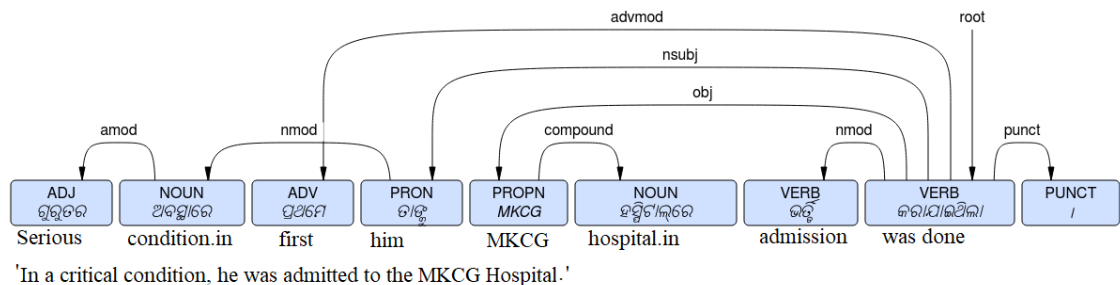 advmod root
nsubj
obj
amod nmod compound nmod punct
ADJ NOUN ADV PRON PROPN NOUN VERB VERB PUNCT
ଗୁରୁତର ଅବସ୍ଥାରେ ପ୍ରଥମେ ତାଙ୍କୁ MKCG ହସ୍ପିଟାଲ୍‌ରେ ଭର୍ତ୍ତି କରାଯାଇଥିଲା ।
Serious condition.in first him MKCG hospital.in admission was done
'In a critical condition, he was admitted to the MKCG Hospital.'